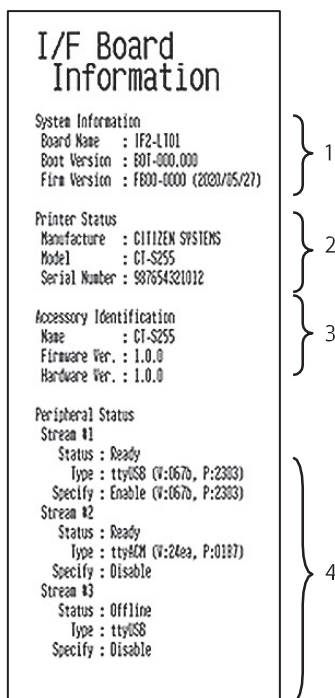 I/F Board
Information
System Information
Board Name : IF2-LT01
Boot Version : BOT-000,000
Firm Version : FB00-0000 (2020/05/27)
1
Printer Status
Manufacture : CITIZEN SYSTEMS
Model : CT-S255
Serial Number : 987654321012
2
Accessory Identification
Name : CT-S255
Firmware Ver. : 1.0.0
Hardware Ver. : 1.0.0
3
Peripheral Status
Stream #1
Status : Ready
Type : ttyUSB (V:067b, P:2303)
Specify : Enable (V:067b, P:2303)
Stream #2
Status : Ready
Type : ttyACM (V:24ea, P:0187)
Specify : Disable
Stream #3
Status : Offline
Type : ttyUSB
Specify : Disable
4